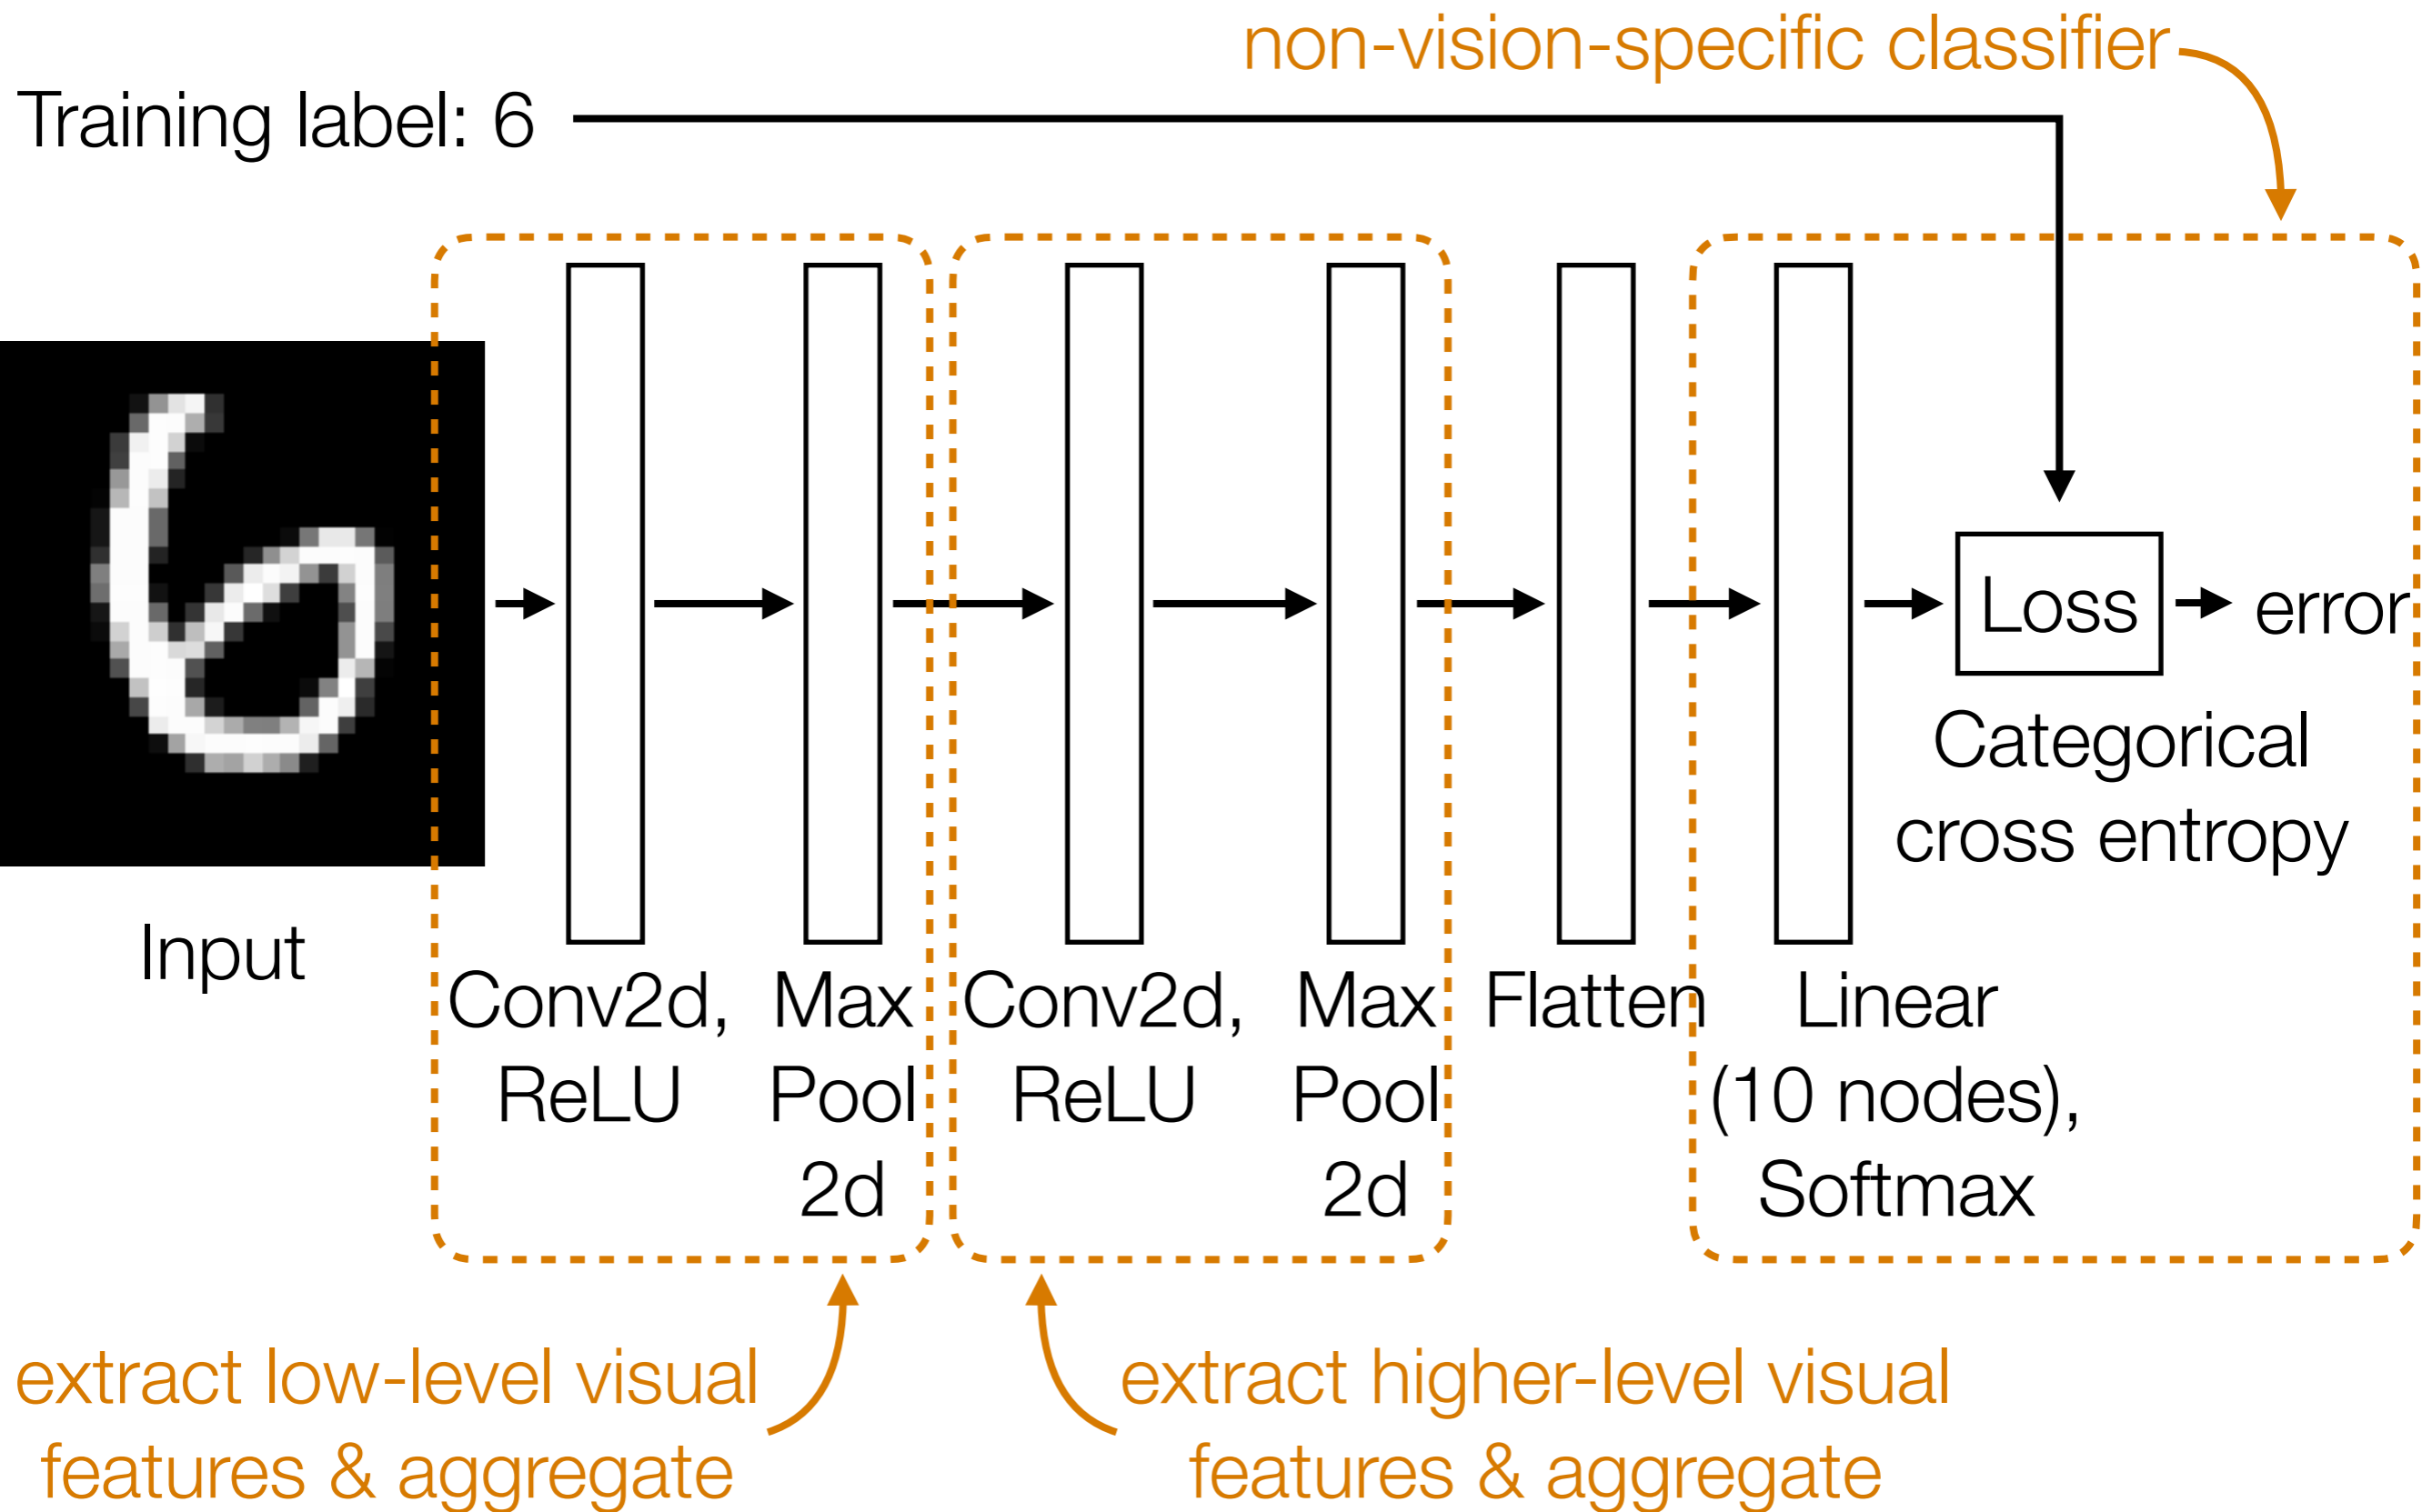 non-vision-specific classifier
Training label: 6
Loss
error
Categorical
cross entropy
Input
Conv2d,
ReLU
Max
Pool
2d
Conv2d,
ReLU
Max
Pool
2d
Flatten
Linear
(10 nodes),
Softmax
extract low-level visual
features & aggregate
extract higher-level visual
features & aggregate